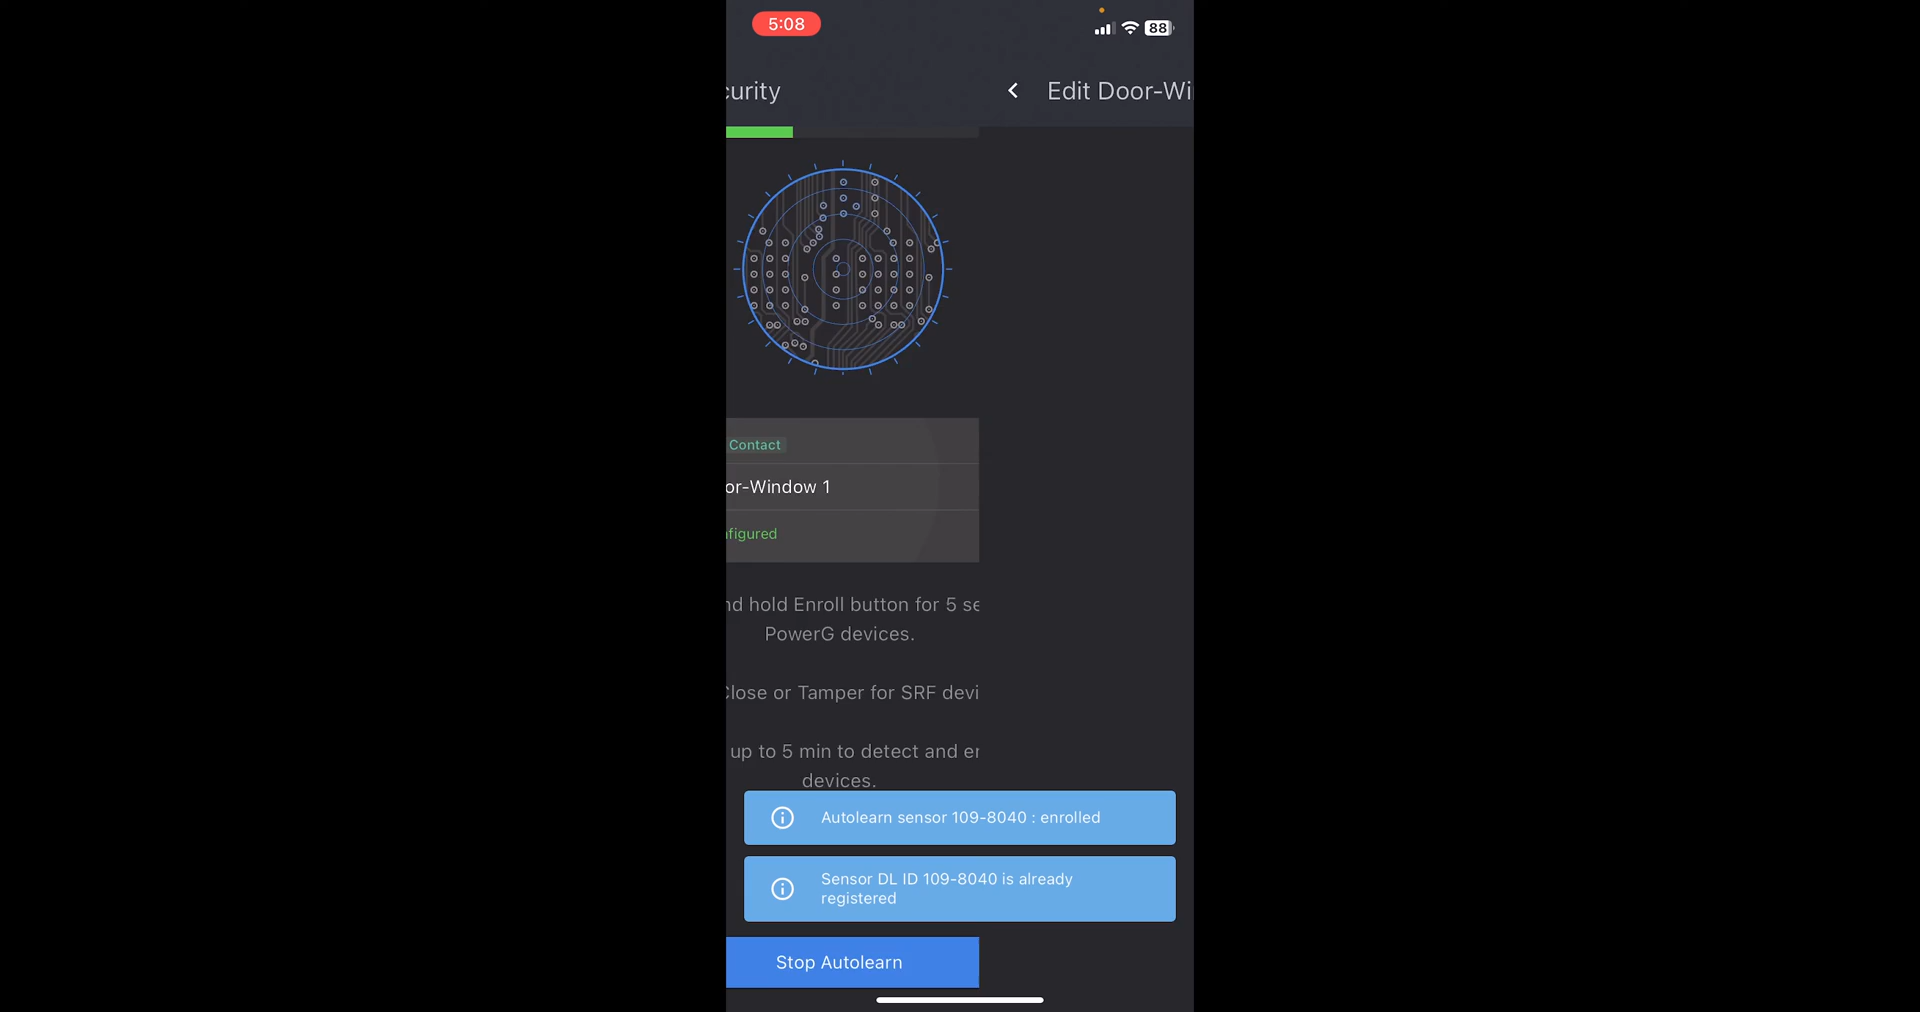 5:08
88
curity
Edit Door-Wi
Contact
or-Window 1
figured
nd hold Enroll button for 5 se
PowerG devices.
Close or Tamper for SRF devi
up to 5 min to detect and er
devices.
Autolearn sensor 109-8040 : enrolled
Sensor DL ID 109-8040 is already
registered
Stop Autolearn